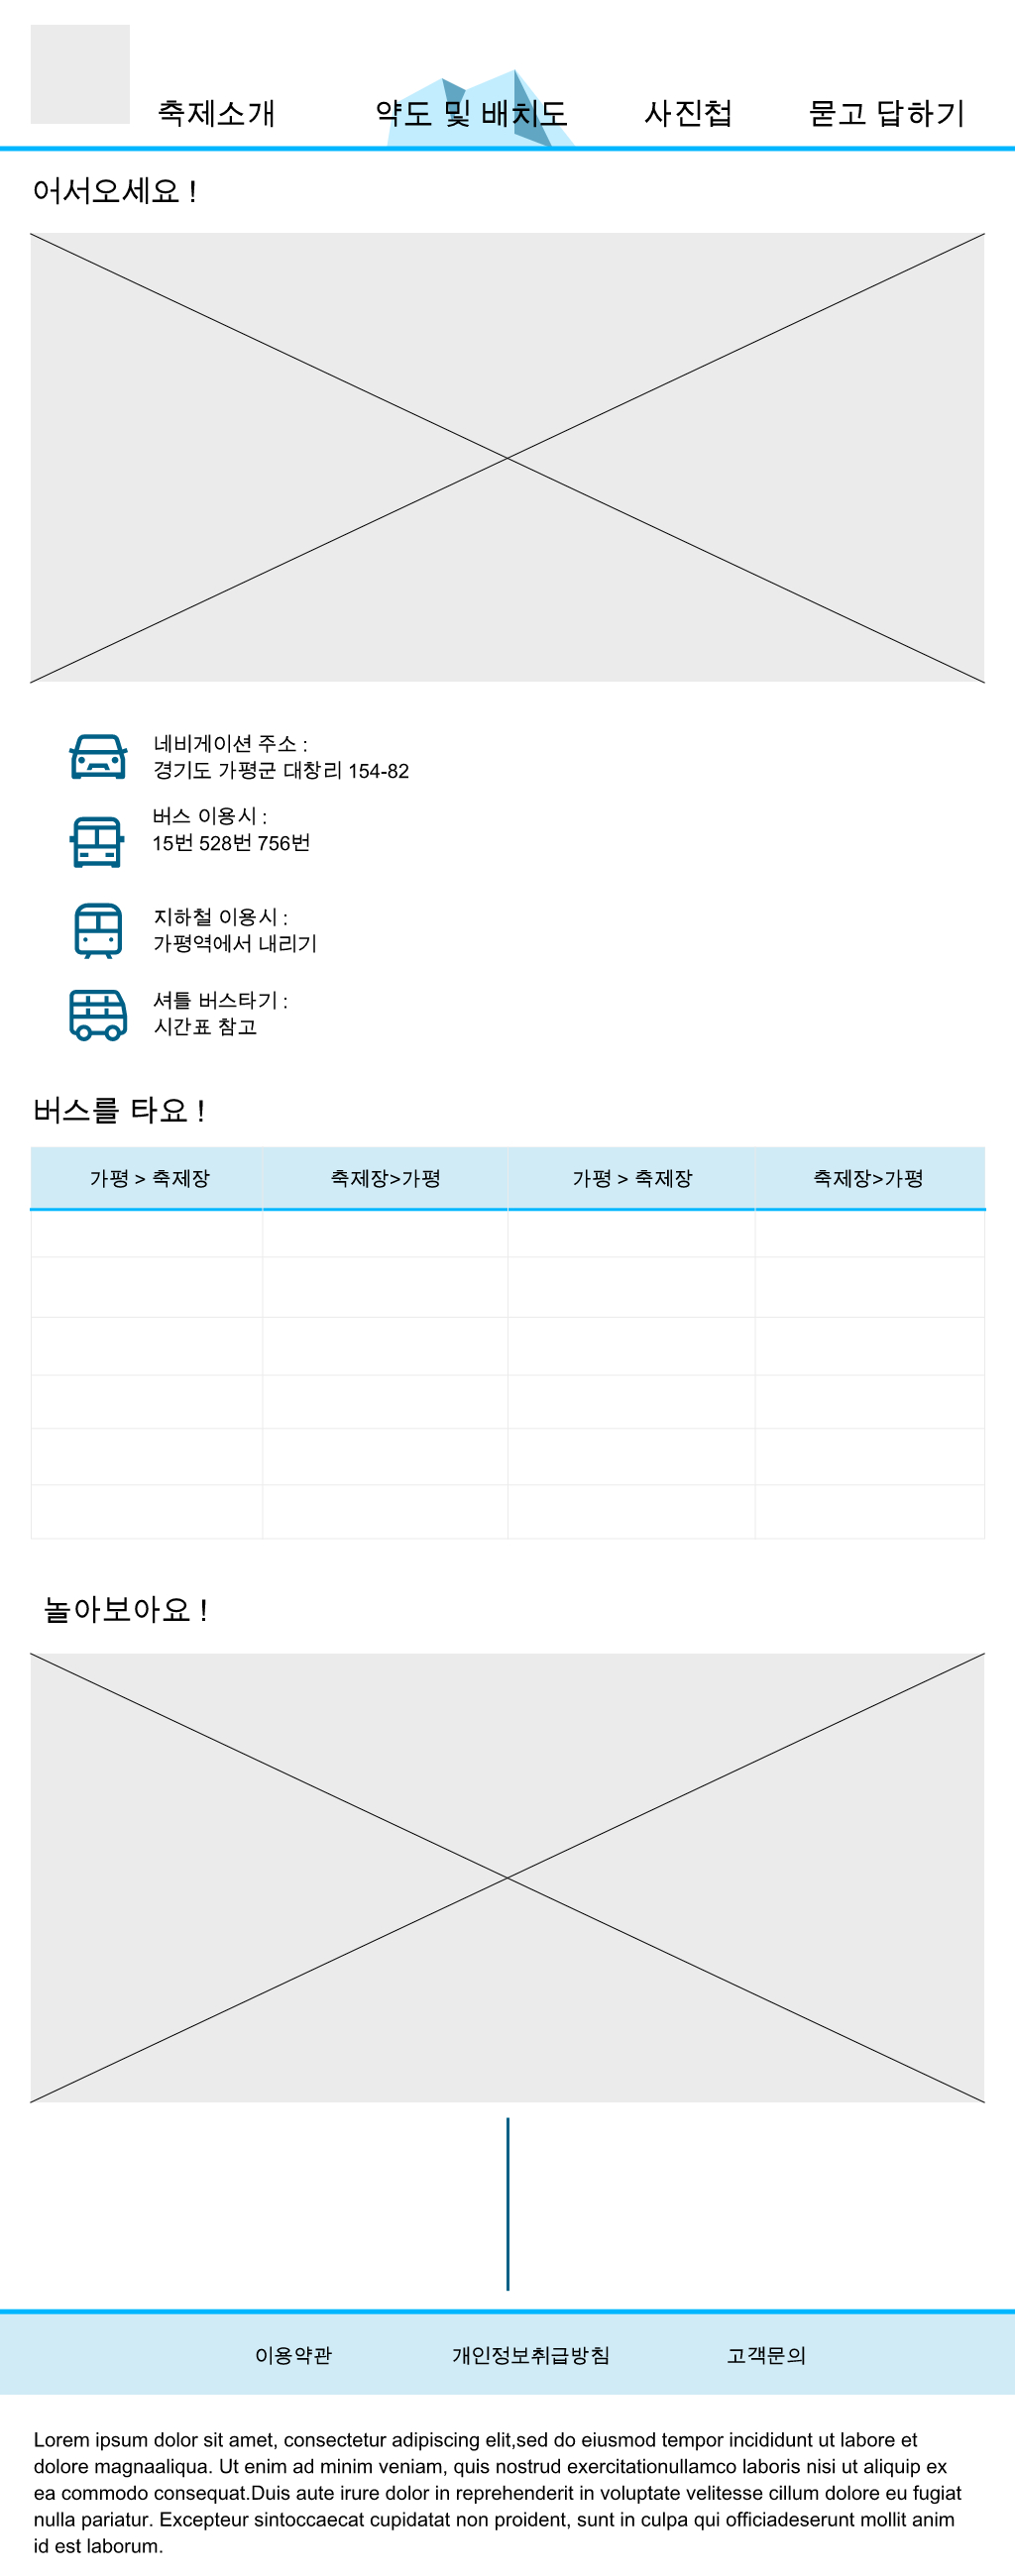 축제소개 약도 및 배치도 사진첩 묻고 답하기
어서오세요 !
네비게이션 주소 :
경기도 가평군 대창리 154-82
버스 이용시 :
15번 528번 756번
지하철 이용시 :
가평역에서 내리기
셔틀 버스타기 :
시간표 참고
버스를 타요 !
가평 > 축제장 축제장>가평 가평 > 축제장 축제장>가평
놀아보아요 !
이용약관 개인정보취급방침 고객문의
Lorem ipsum dolor sit amet, consectetur adipiscing elit,sed do eiusmod tempor incididunt ut labore et
dolore magnaaliqua. Ut enim ad minim veniam, quis nostrud exercitationullamco laboris nisi ut aliquip ex
ea commodo consequat.Duis aute irure dolor in reprehenderit in voluptate velitesse cillum dolore eu fugiat
nulla pariatur. Excepteur sintoccaecat cupidatat non proident, sunt in culpa qui officiadeserunt mollit anim
id est laborum.